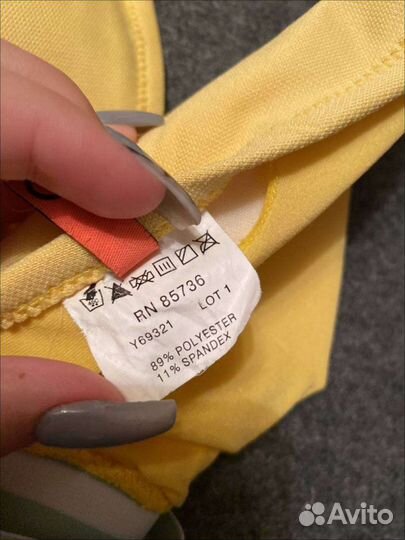 RN 85736
Y69321 LOT 1
89% POLYESTER
11% SPANDEX
Avito